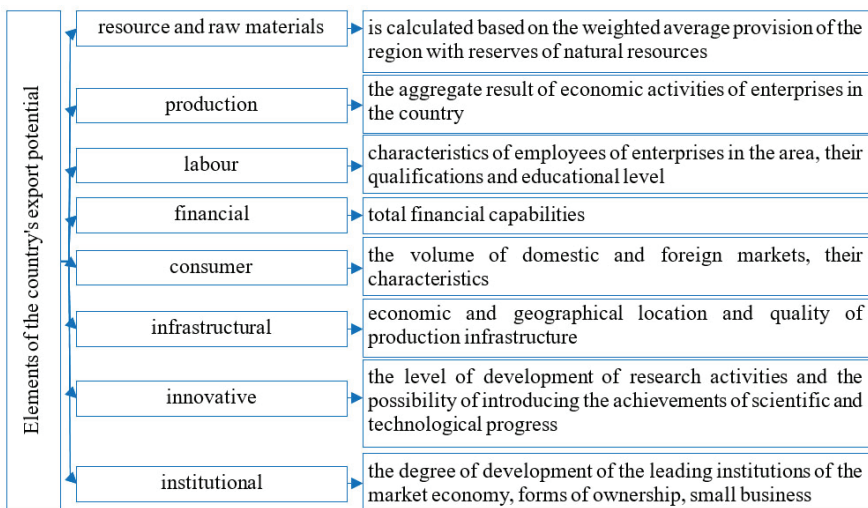 Elements of the country's export potential
resource and raw materials
is calculated based on the weighted average provision of the
region with reserves of natural resources
production
the aggregate result of economic activities of enterprises in
the country
labour
characteristics of employees of enterprises in the area, their
qualifications and educational level
financial
total financial capabilities
consumer
the volume of domestic and foreign markets, their
characteristics
infrastructural
economic and geographical location and quality of
production infrastructure
innovative
the level of development of research activities and the
possibility of introducing the achievements of scientific and
technological progress
institutional
the degree of development of the leading institutions of the
market economy, forms of ownership, small business